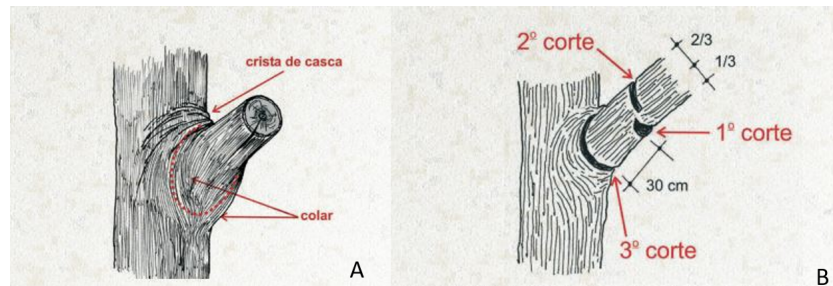 crista de casca
colar
A
2º corte
2/3
1/3
1º corte
30 cm
3º corte
B